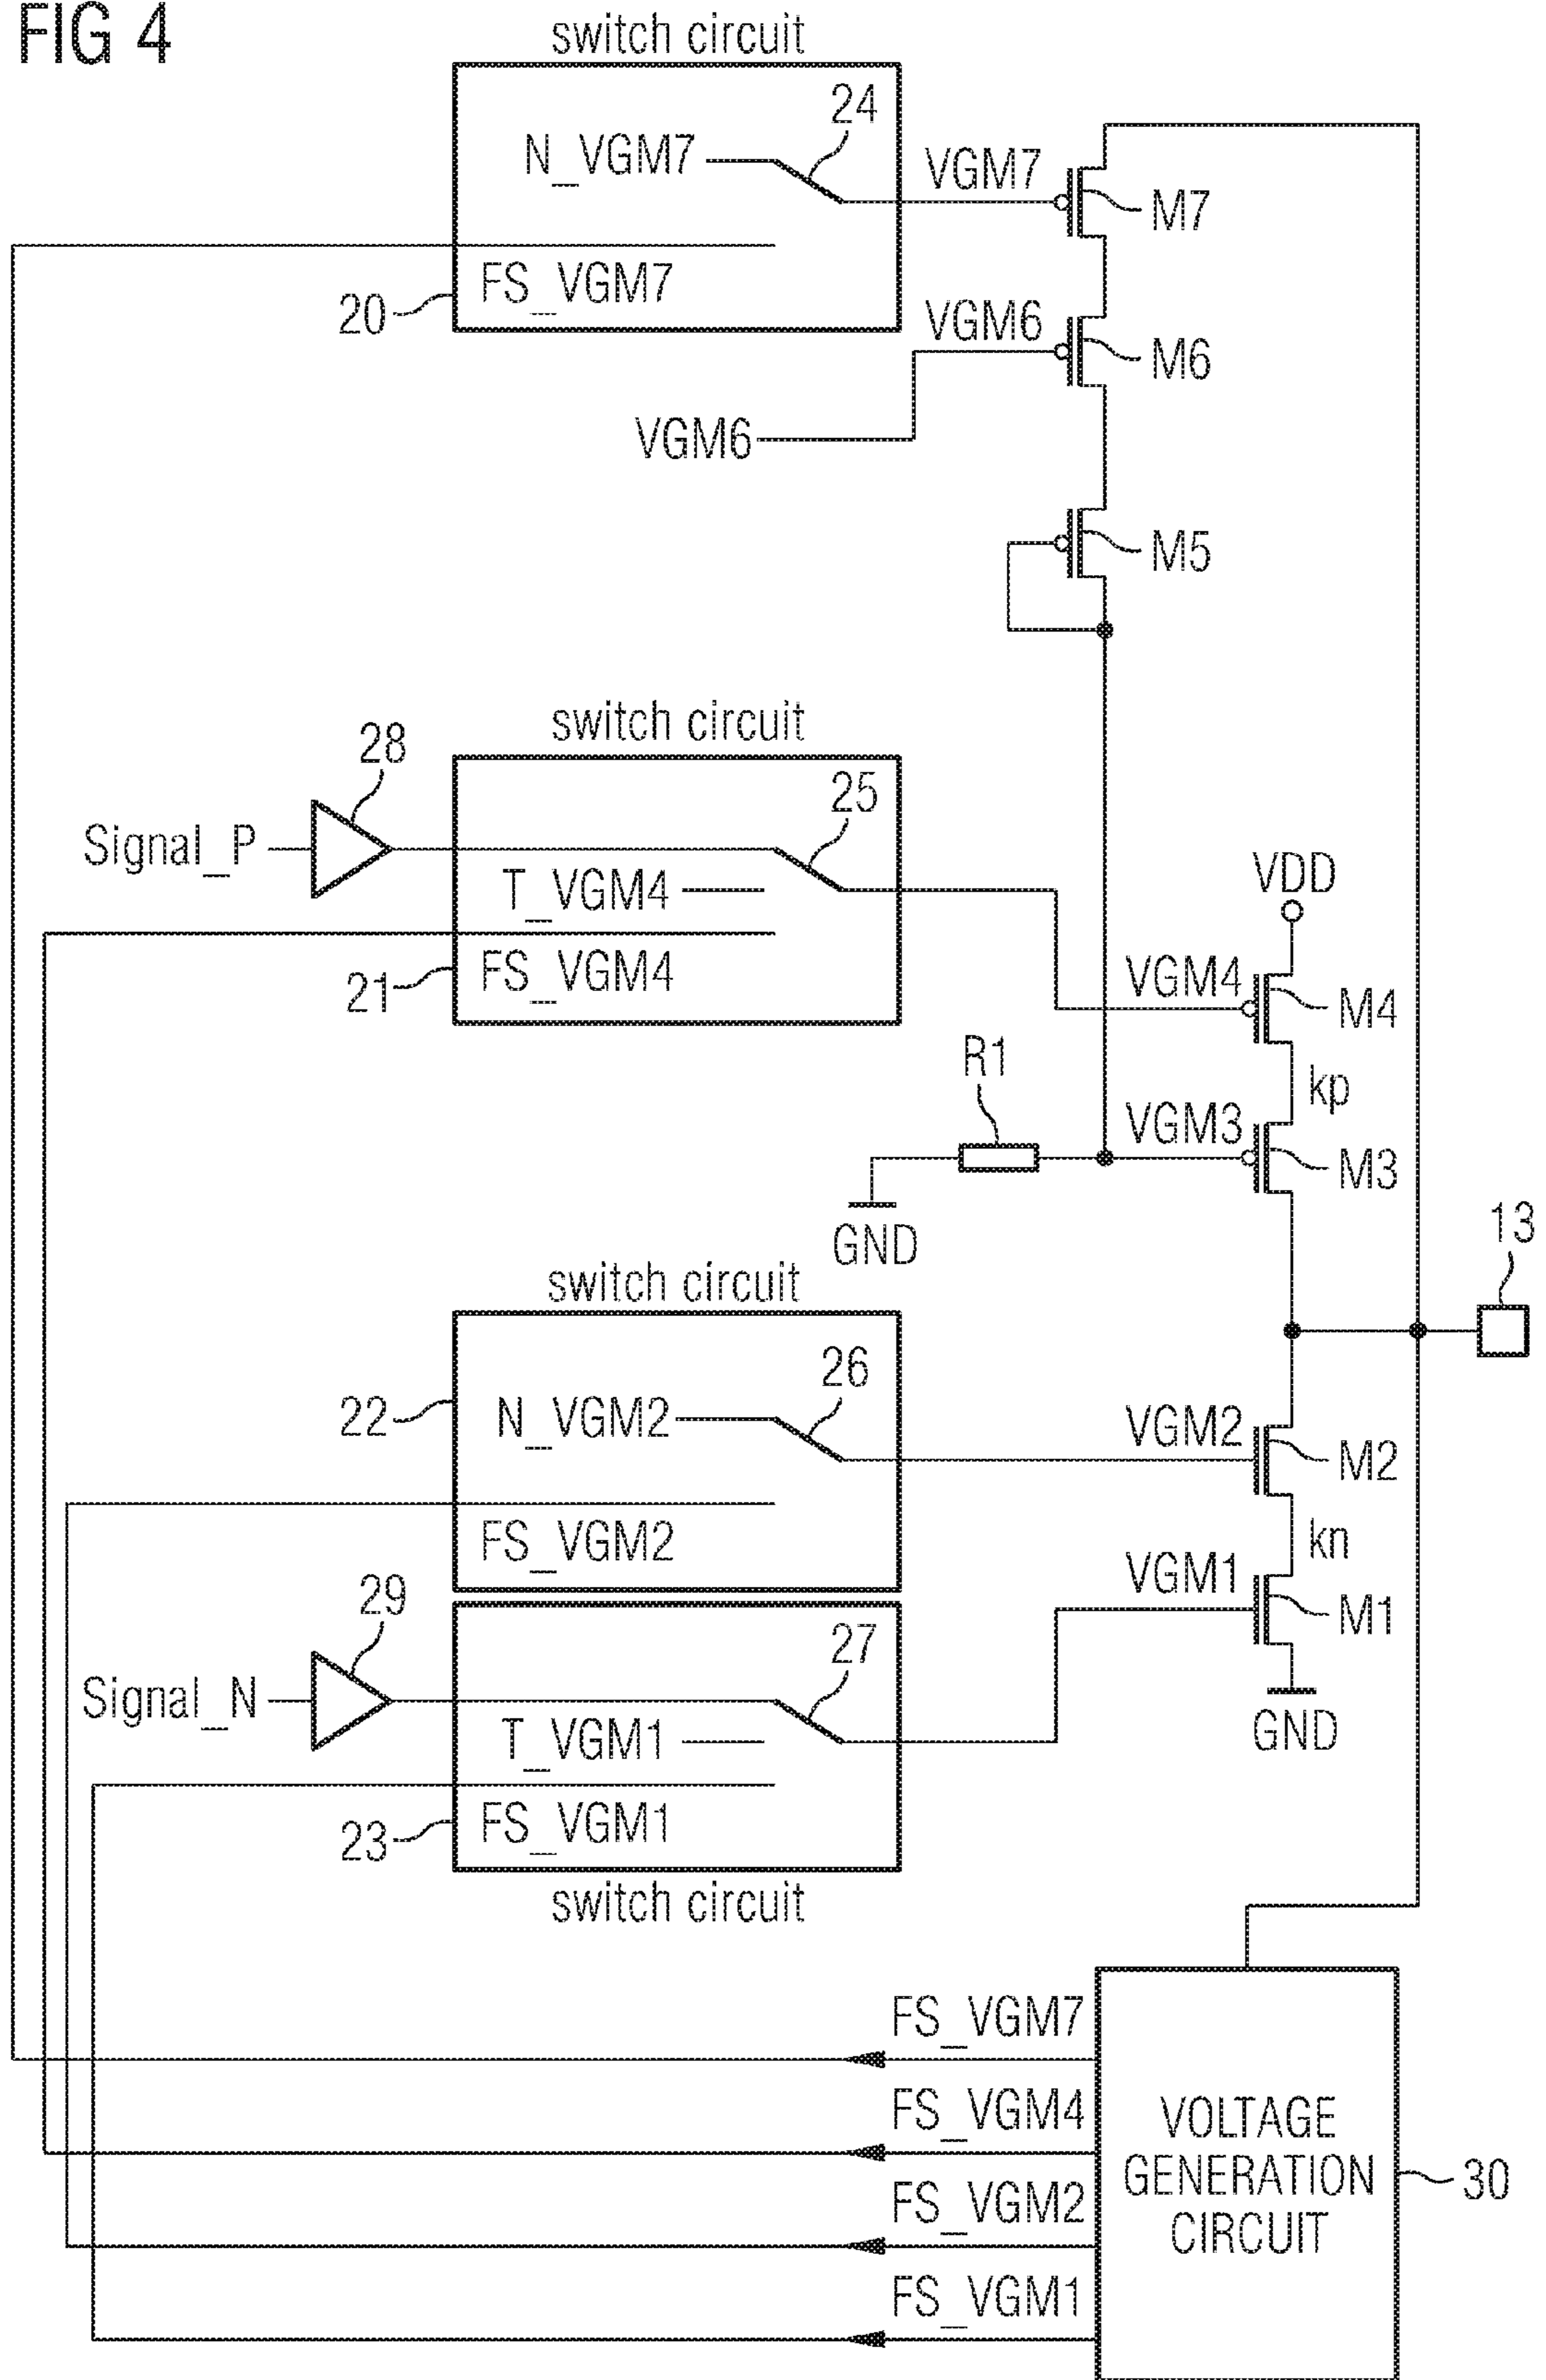 FIG 4
switch circuit
24
N_VGM7
VGM7
M7
FS_VGM7
20
VGM6
M6
VGM6
M5
switch circuit
28
25
Signal_P
T_VGM4
VDD
FS_VGM4
21
VGM4
M4
R1
kp
VGM3
M3
GND
13
switch circuit
26
22
N_VGM2
VGM2
M2
FS_VGM2
kn
29
VGM1
M1
27
Signal_N
T_VGM1
GND
FS_VGM1
23
switch circuit
FS_VGM7
FS_VGM4
VOLTAGE
GENERATION
CIRCUIT
30
FS_VGM2
FS_VGM1